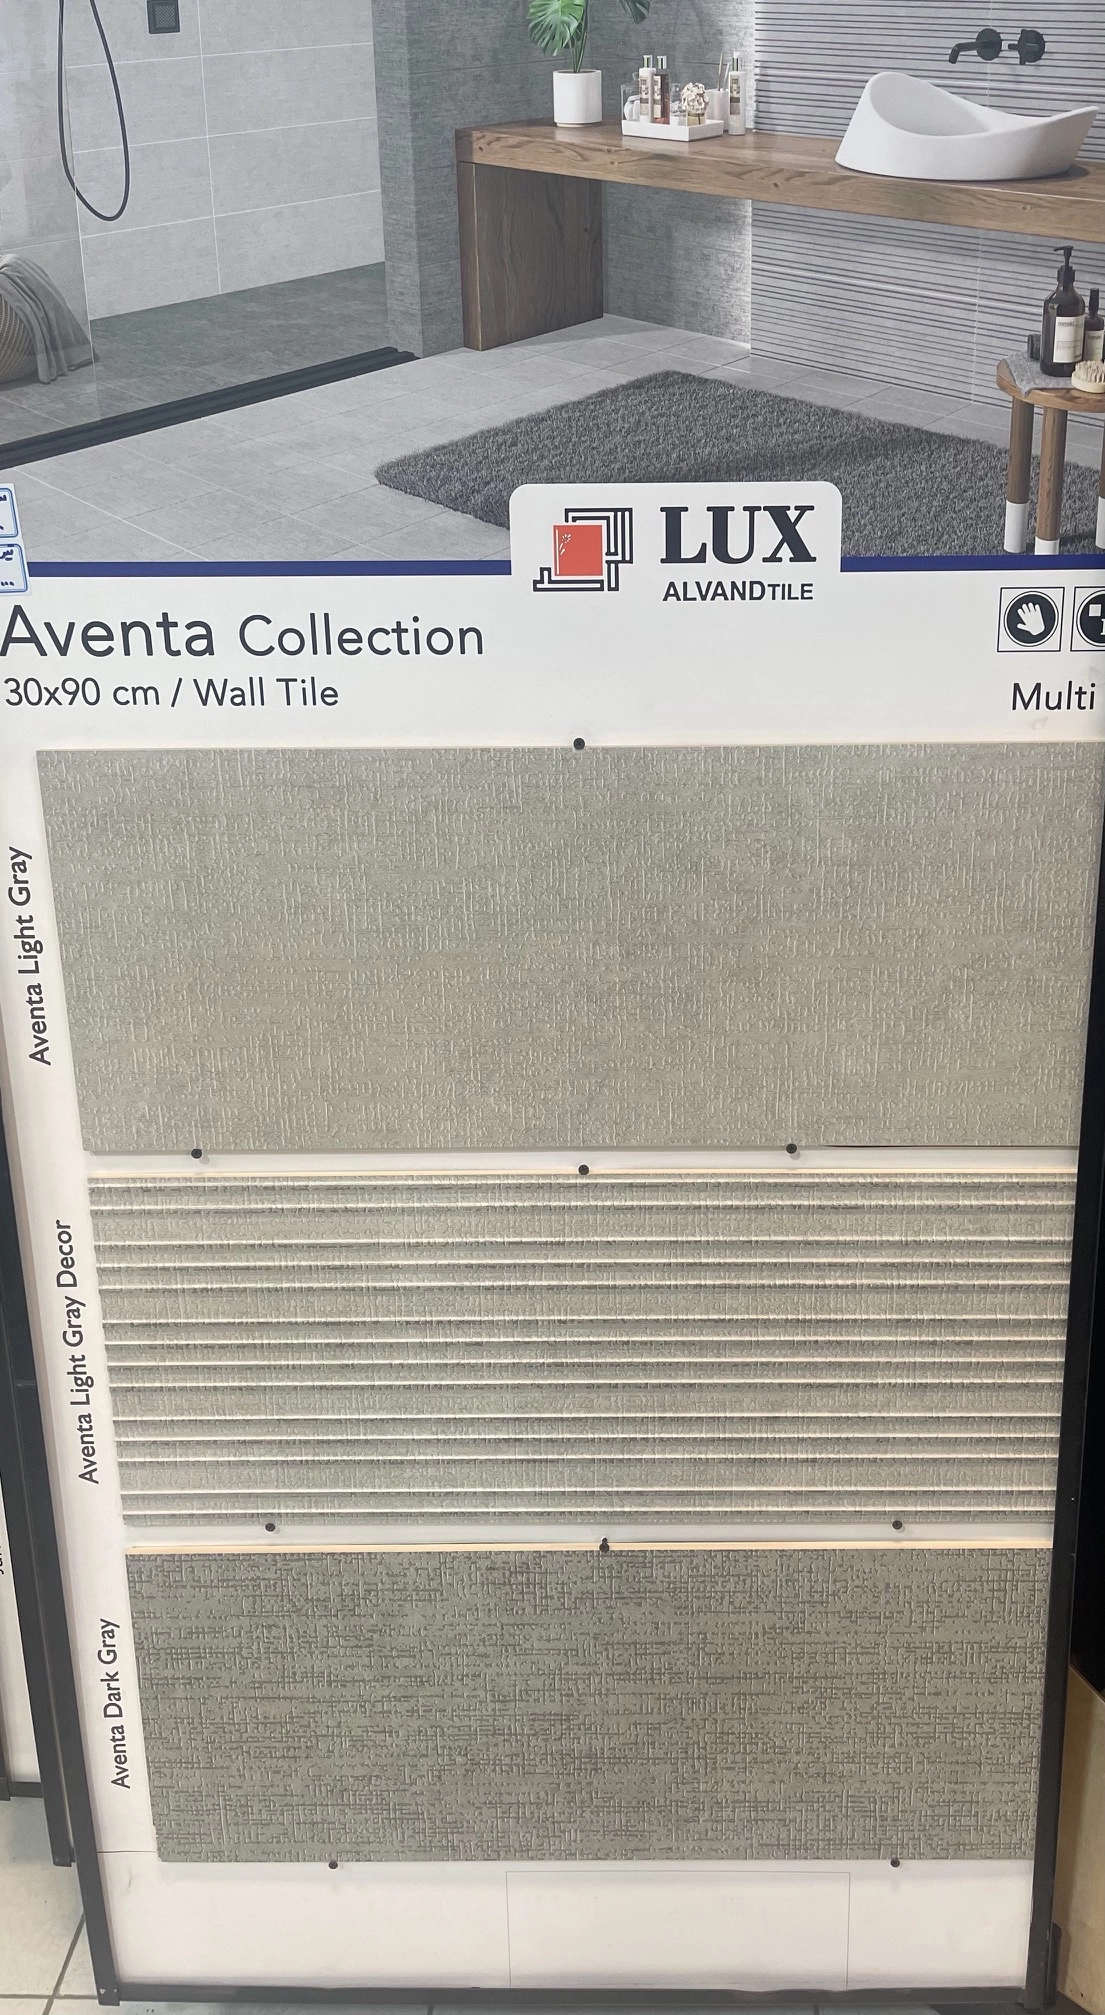 LUX
ALVANDTILE
Aventa Collection
30x90 cm / Wall Tile
Multi
Aventa Light Gray
Aventa Light Gray Decor
Aventa Dark Gray